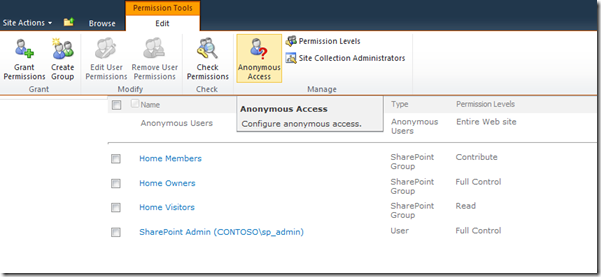 Permission Tools
Site Actions Browse Edit
Grant Permissions
Create Group
Edit User Permissions
Remove User Permissions
Check Permissions
Anonymous Access
Permission Levels
Site Collection Administrators
Grant Modify Check Manage
Name Type Permission Levels
Anonymous Access
Configure anonymous access.
Anonymous Users Anonymous Users Entire Web site
Home Members SharePoint Group Contribute
Home Owners SharePoint Group Full Control
Home Visitors SharePoint Group Read
SharePoint Admin (CONTOSO\sp_admin) User Full Control